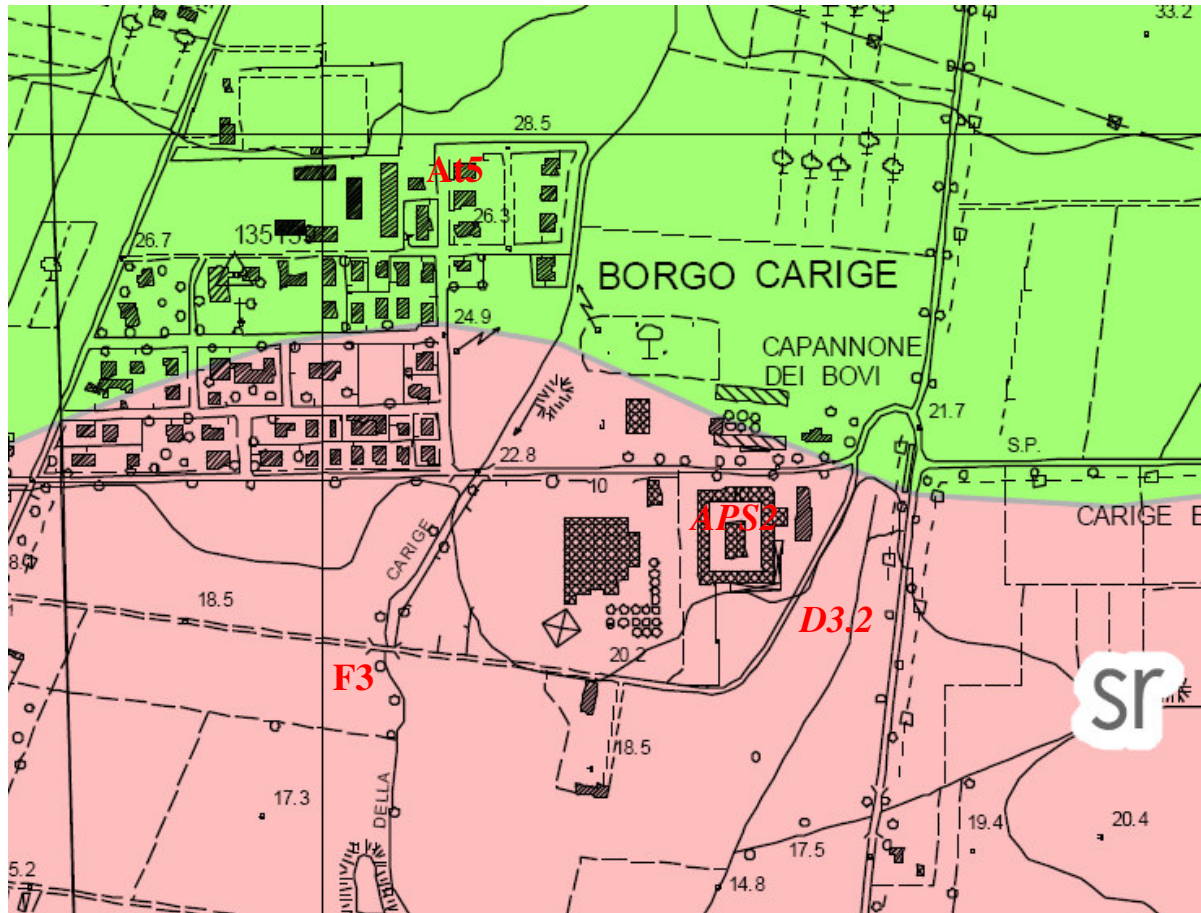 33.2
28.5
At5
26.3
26.7
135
BORGO CARIGE
24.9
CAPANNONE
DEI BOVI
21.7
22.8
S.P.
10
APS2
CARIGE E
CARIGE
8.
18.5
D3.2
20.2
F3
sr
18.5
17.3
DELLA
19.4
20.4
17.5
5.2
14.8